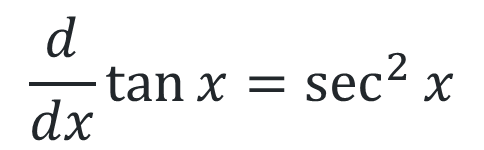 d/dx tan x = sec² x